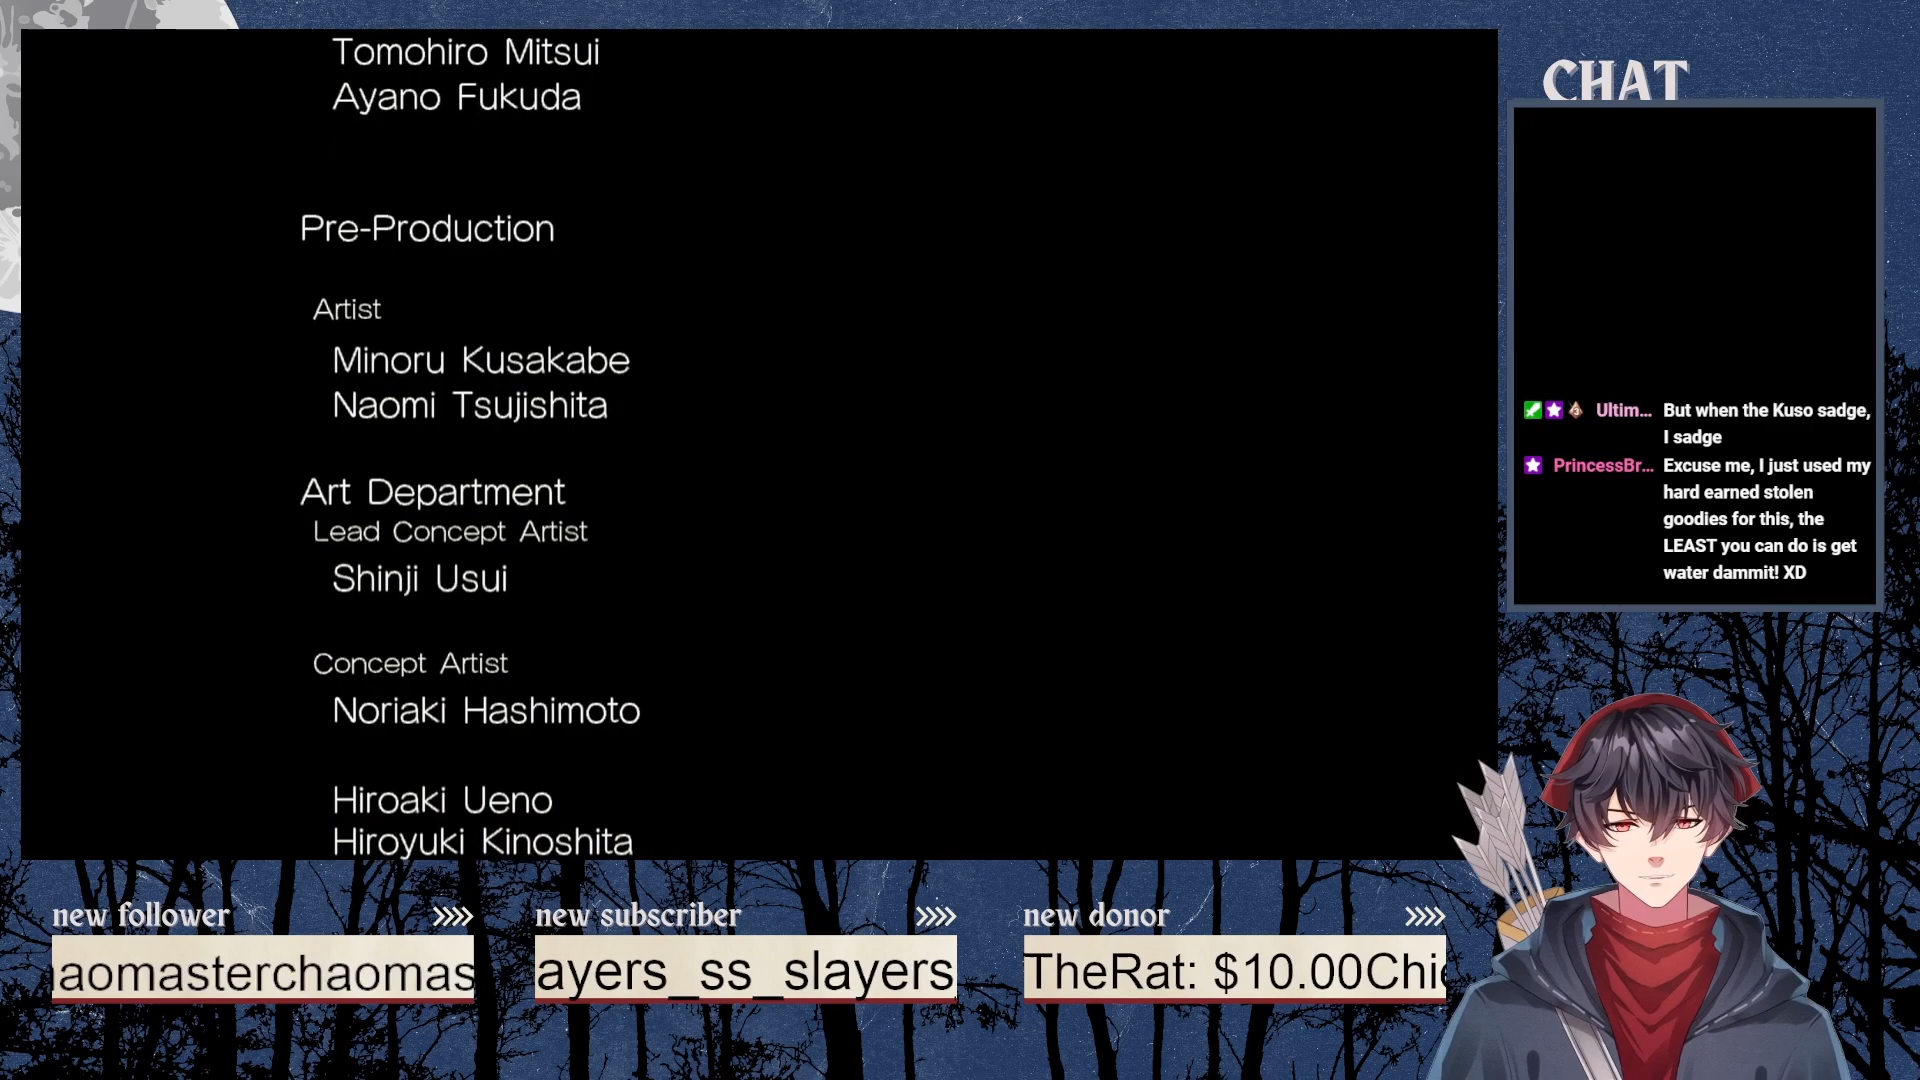 Tomohiro Mitsui
Ayano Fukuda
Pre-Production
Artist
Minoru Kusakabe
Naomi Tsujishita
Art Department
Lead Concept Artist
Shinji Usui
Concept Artist
Noriaki Hashimoto
Hiroaki Ueno
Hiroyuki Kinoshita
CHAT
Ultim... But when the Kuso sadge,
I sadge
PrincessBr... Excuse me, I just used my
hard earned stolen
goodies for this, the
LEAST you can do is get
water dammit! XD
new follower >>>>
aomasterchaomas
new subscriber >>>>
ayers_ss_slayers
new donor >>>>
TheRat: $10.00Chi